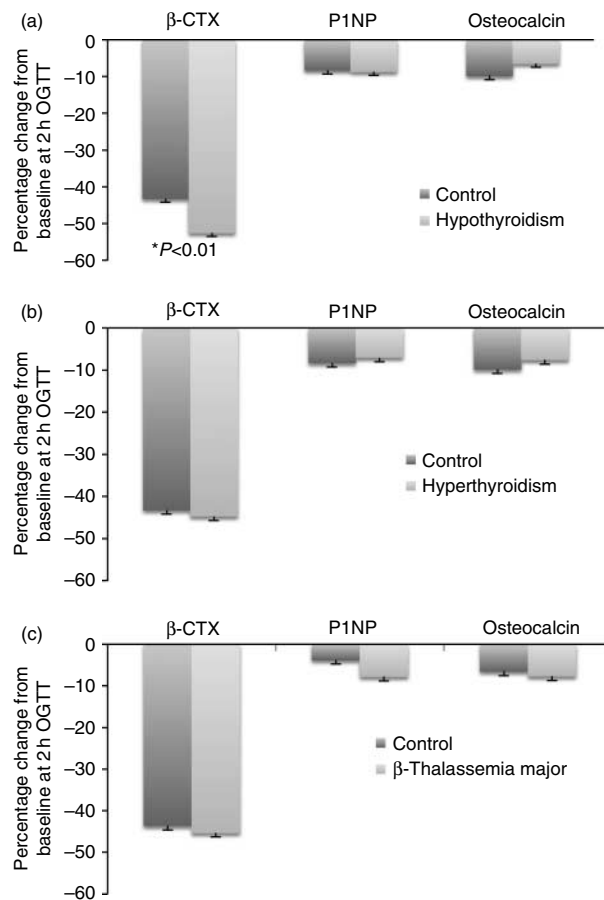 (a)
β-CTX P1NP Osteocalcin
Percentage change from
baseline at 2 h OGTT
0
–10
–20
–30
–40
–50
–60
Control
Hypothyroidism
*P<0.01
(b)
β-CTX P1NP Osteocalcin
Percentage change from
baseline at 2 h OGTT
0
–10
–20
–30
–40
–50
–60
Control
Hyperthyroidism
(c)
β-CTX P1NP Osteocalcin
Percentage change from
baseline at 2 h OGTT
0
–10
–20
–30
–40
–50
–60
Control
β-Thalassemia major